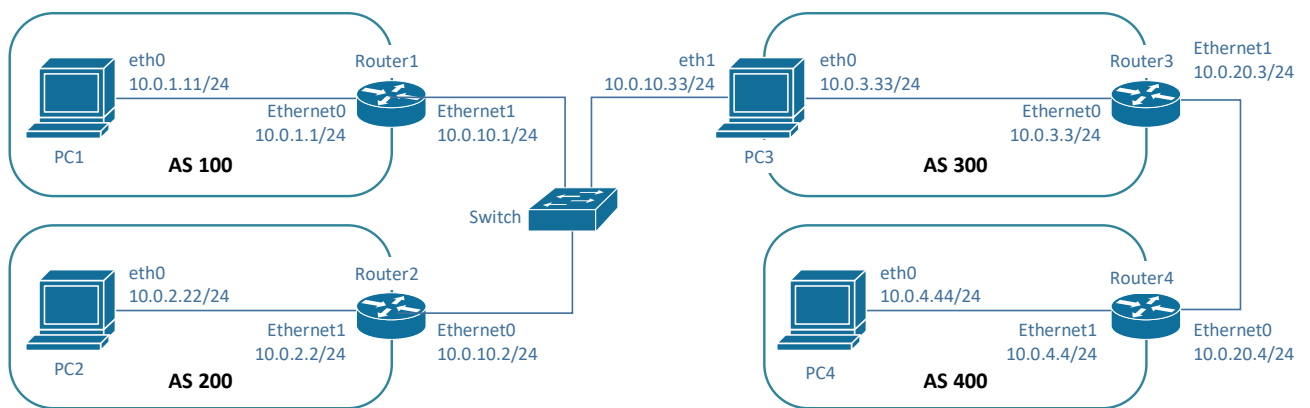 eth0
10.0.1.11/24
PC1
Router1
Ethernet0
10.0.1.1/24
Ethernet1
10.0.10.1/24
AS 100
eth1
10.0.10.33/24
eth0
10.0.3.33/24
PC3
Router3
Ethernet0
10.0.3.3/24
Ethernet1
10.0.20.3/24
AS 300
Switch
eth0
10.0.2.22/24
PC2
Router2
Ethernet1
10.0.2.2/24
Ethernet0
10.0.10.2/24
AS 200
eth0
10.0.4.44/24
PC4
Router4
Ethernet1
10.0.4.4/24
Ethernet0
10.0.20.4/24
AS 400